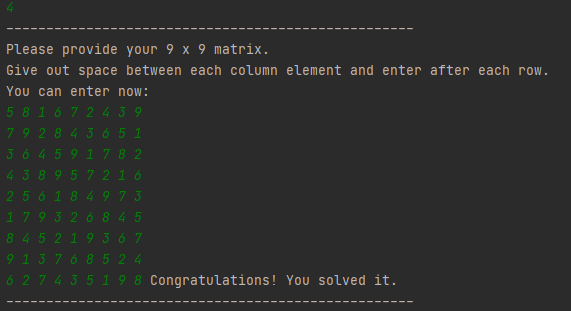 4
---------------------------------------------------
Please provide your 9 x 9 matrix.
Give out space between each column element and enter after each row.
You can enter now:
5 8 1 6 7 2 4 3 9
7 9 2 8 4 3 6 5 1
3 6 4 5 9 1 7 8 2
4 3 8 9 5 7 2 1 6
2 5 6 1 8 4 9 7 3
1 7 9 3 2 6 8 4 5
8 4 5 2 1 9 3 6 7
9 1 3 7 6 8 5 2 4
6 2 7 4 3 5 1 9 8 Congratulations! You solved it.
---------------------------------------------------